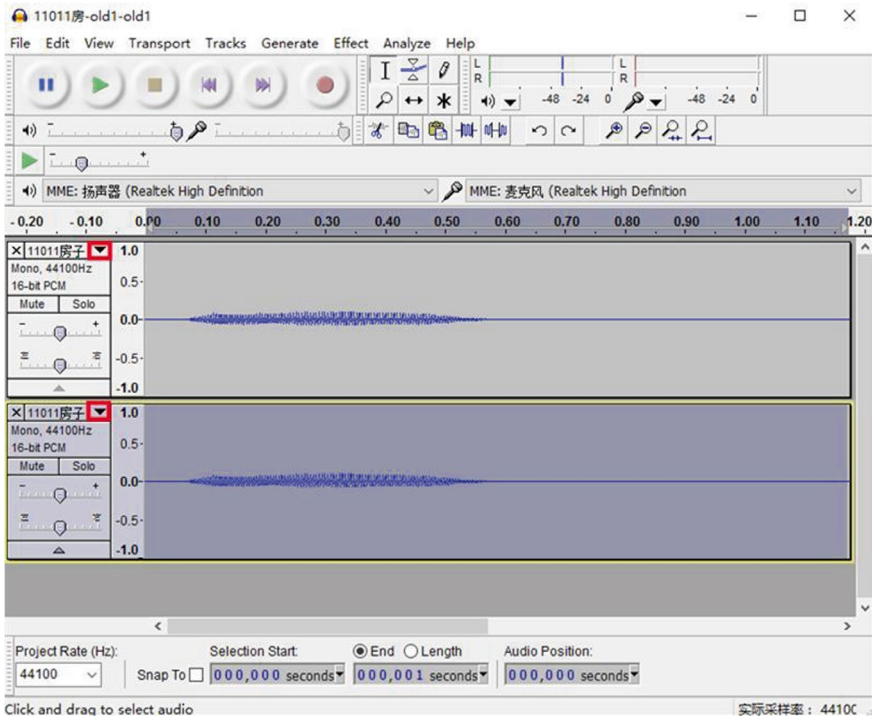 11011房-old1-old1
File Edit View Transport Tracks Generate Effect Analyze Help
L
R
-48 -24 0
L
R
-48 -24 0
MME: 扬声器 (Realtek High Definition
MME: 麦克风 (Realtek High Definition
-0.20 -0.10 0.00 0.10 0.20 0.30 0.40 0.50 0.60 0.70 0.80 0.90 1.00 1.10 1.20
11011房子
Mono, 44100Hz
16-bit PCM
Mute Solo
- +
左 右
1.0
0.5-
0.0-
-0.5-
-1.0
11011房子
Mono, 44100Hz
16-bit PCM
Mute Solo
- +
左 右
1.0
0.5-
0.0-
-0.5-
-1.0
Project Rate (Hz): Selection Start: End Length Audio Position:
44100 Snap To 000,000 seconds 000,001 seconds 000,000 seconds
Click and drag to select audio 实际采样率: 4410